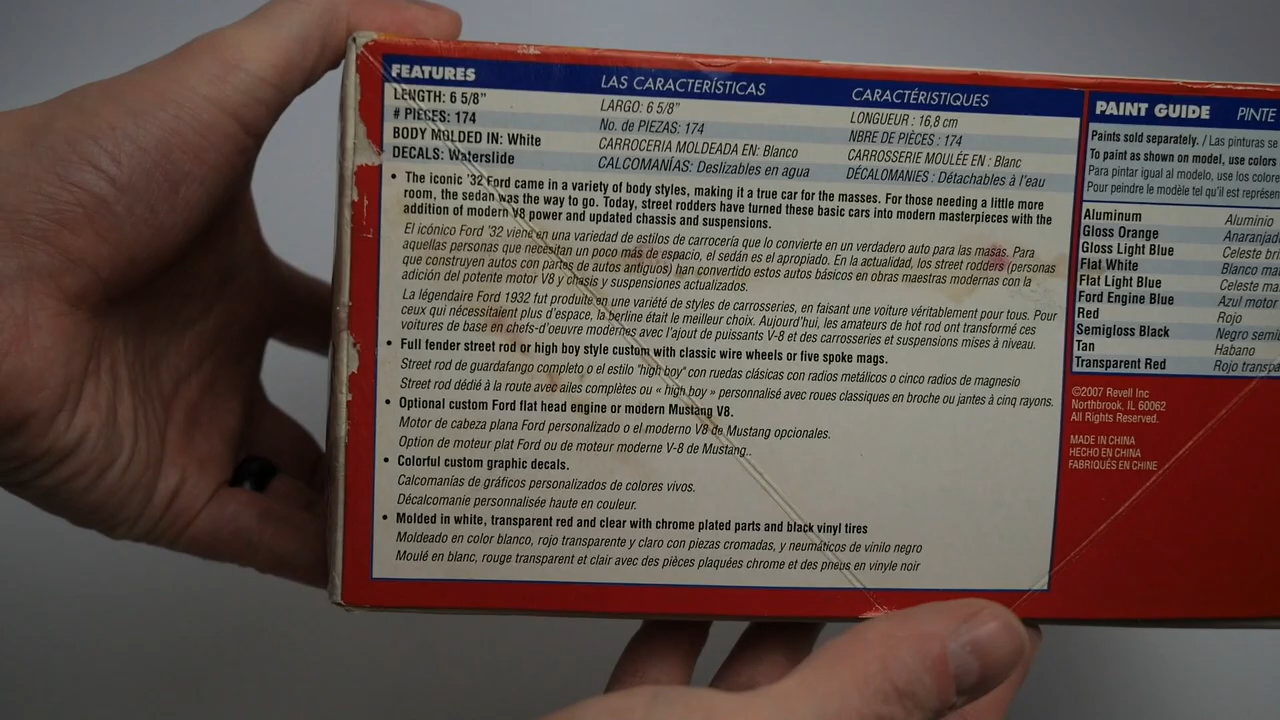 FEATURES
LENGTH: 6 5/8"
# PIECES: 174
BODY MOLDED IN: White
DECALS: Waterslide
LAS CARACTERÍSTICAS
LARGO: 6 5/8"
No. de PIEZAS: 174
CARROCERIA MOLDEADA EN: Blanco
CALCOMANÍAS: Deslizables en agua
CARACTÉRISTIQUES
LONGUEUR : 16,8 cm
NBRE DE PIÈCES : 174
CARROSSERIE MOULÉE EN : Blanc
DÉCALOMANIES : Détachables à l'eau
• The iconic '32 Ford came in a variety of body styles, making it a true car for the masses. For those needing a little more
room, the sedan was the way to go. Today, street rodders have turned these basic cars into modern masterpieces with the
addition of modern V8 power and updated chassis and suspensions.
El icónico Ford '32 viene en una variedad de estilos de carrocería que lo convierte en un verdadero auto para las masas. Para
aquellas personas que necesitan un poco más de espacio, el sedán es el apropiado. En la actualidad, los street rodders (personas
que construyen autos con partes de autos antiguos) han convertido estos autos básicos en obras maestras modernas con la
adición del potente motor V8 y chasis y suspensiones actualizados.
La légendaire Ford 1932 fut produite en une variété de styles de carrosseries, en faisant une voiture véritablement pour tous. Pour
ceux qui nécessitaient plus d'espace, la berline était le meilleur choix. Aujourd'hui, les amateurs de hot rod ont transformé ces
voitures de base en chefs-d'oeuvre modernes avec l'ajout de puissants V-8 et des carrosseries et suspensions mises à niveau.
• Full fender street rod or high boy style custom with classic wire wheels or five spoke mags.
Street rod de guardafango completo o el estilo "high boy" con ruedas clásicas con radios metálicos o cinco radios de magnesio
Street rod dédié à la route avec ailes complètes ou « high boy » personnalisé avec roues classiques en broche ou jantes à cinq rayons.
• Optional custom Ford flat head engine or modern Mustang V8.
Motor de cabeza plana Ford personalizado o el moderno V8 de Mustang opcionales.
Option de moteur plat Ford ou de moteur moderne V-8 de Mustang..
• Colorful custom graphic decals.
Calcomanías de gráficos personalizados de colores vivos.
Décalcomanie personnalisée haute en couleur.
• Molded in white, transparent red and clear with chrome plated parts and black vinyl tires
Moldeado en color blanco, rojo transparente y claro con piezas cromadas, y neumáticos de vinilo negro
Moulé en blanc, rouge transparent et clair avec des pièces plaquées chrome et des pneus en vinyle noir
PAINT GUIDE PINTE
Paints sold separately. / Las pinturas se
To paint as shown on model, use colors
Para pintar igual al modelo, use los colore
Pour peindre le modèle tel qu'il est représen
Aluminum Aluminio
Gloss Orange Anaranjad
Gloss Light Blue Celeste bri
Flat White Blanco ma
Flat Light Blue Celeste ma
Ford Engine Blue Azul motor
Red Rojo
Semigloss Black Negro semi
Tan Habano
Transparent Red Rojo transpa
©2007 Revell Inc
Northbrook, IL 60062
All Rights Reserved.
MADE IN CHINA
HECHO EN CHINA
FABRIQUÉS EN CHINE